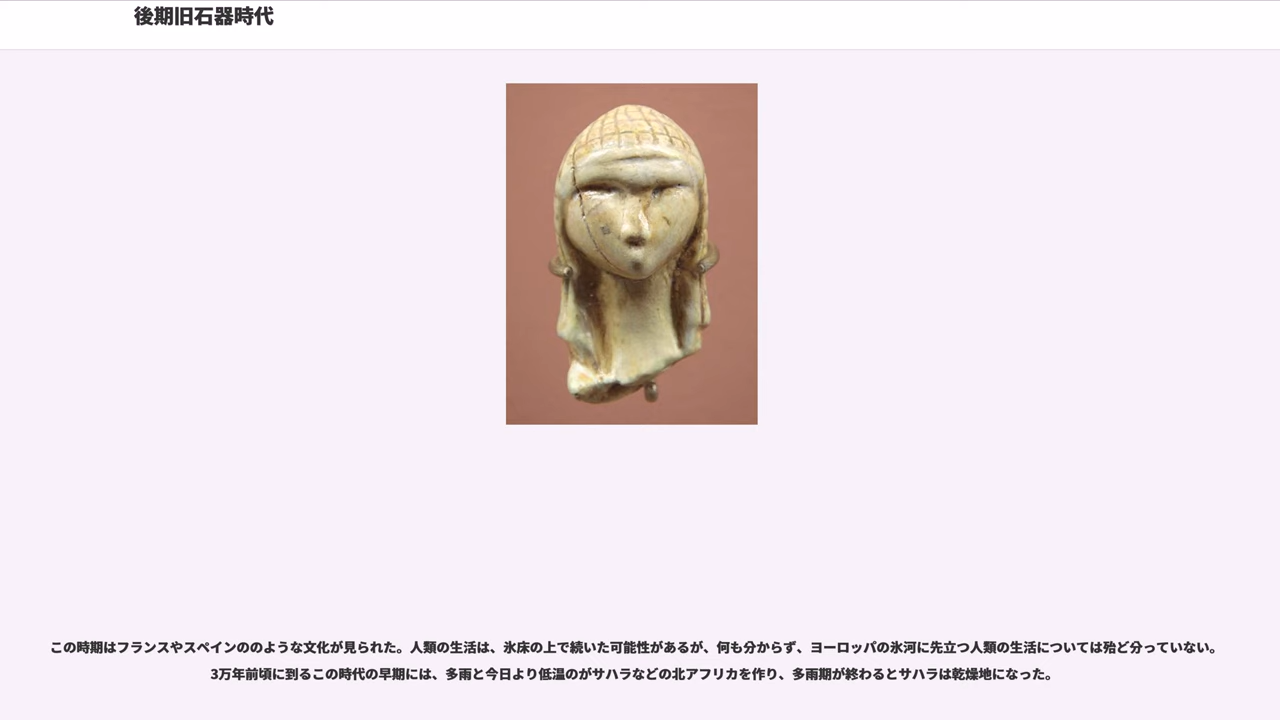 後期旧石器時代
この時期はフランスやスペインののような文化が見られた。人類の生活は、氷床の上で続いた可能性があるが、何も分からず、ヨーロッパの氷河に先立つ人類の生活については殆ど分っていない。
3万年前頃に到るこの時代の早期には、多雨と今日より低温のがサハラなどの北アフリカを作り、多雨期が終わるとサハラは乾燥地になった。